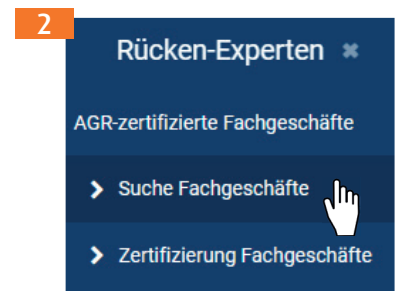 2
Rücken-Experten ×
AGR-zertifizierte Fachgeschäfte
Suche Fachgeschäfte
Zertifizierung Fachgeschäfte